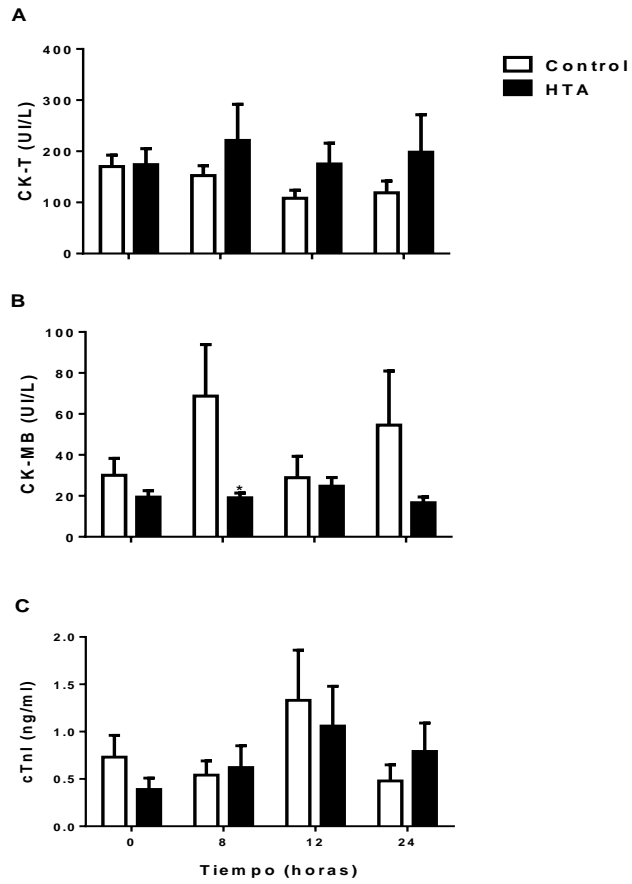 A
Control
HTA
CK-T (UI/L)
400
300
200
100
0
B
CK-MB (UI/L)
100
80
60
40
20
0
*
C
cTnI (ng/ml)
2.0
1.5
1.0
0.5
0.0
0 8 12 24
Tiempo (horas)